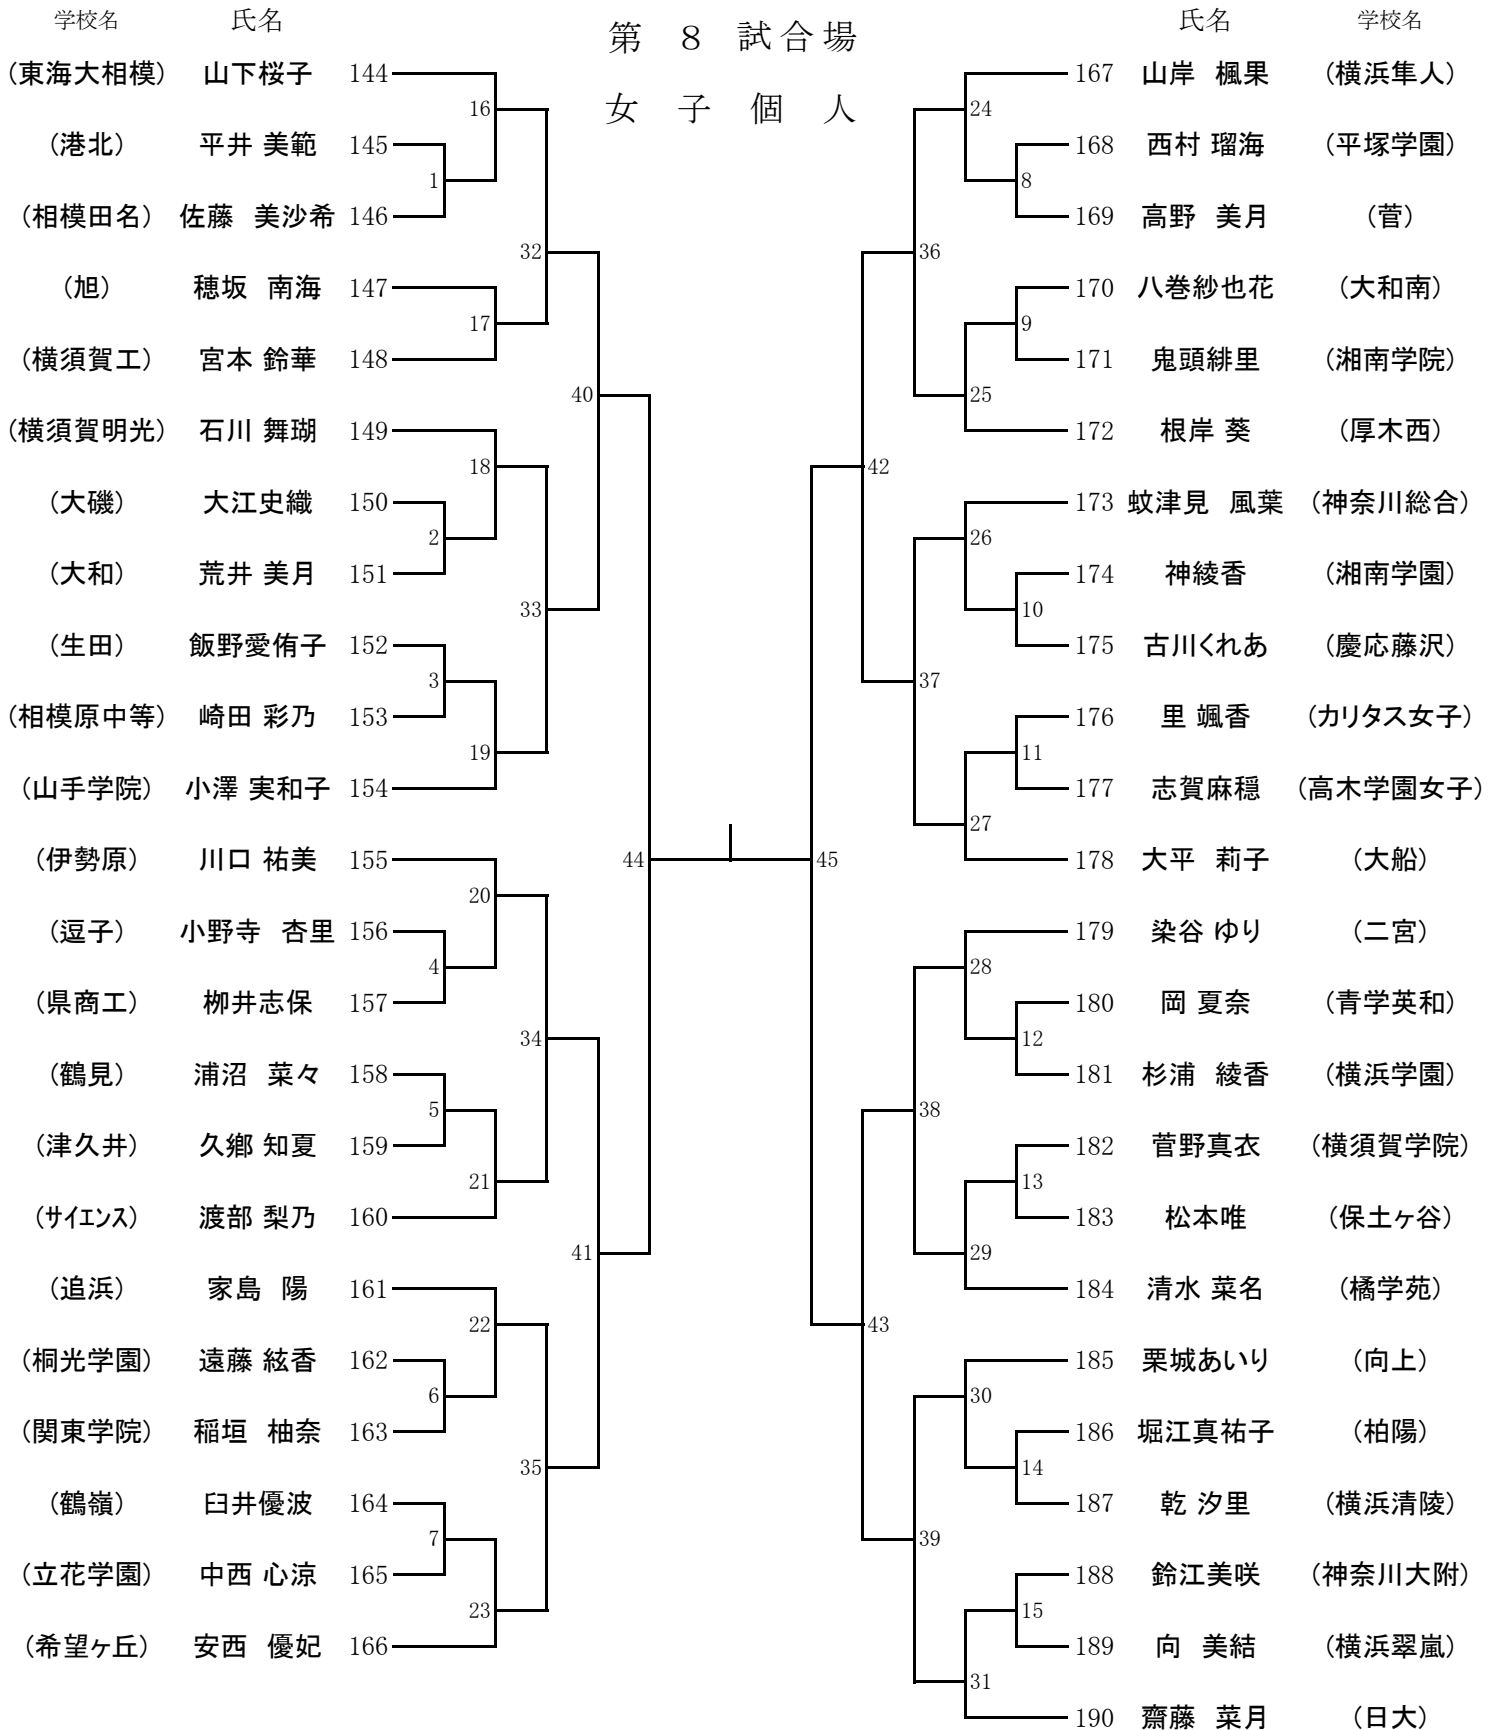 第 8 試合場
女 子 個 人
学校名 氏名
(東海大相模) 山下桜子 144
(港北) 平井 美範 145
(相模田名) 佐藤 美沙希 146
(旭) 穂坂 南海 147
(横須賀工) 宮本 鈴華 148
(横須賀明光) 石川 舞瑚 149
(大磯) 大江史織 150
(大和) 荒井 美月 151
(生田) 飯野愛侑子 152
(相模原中等) 崎田 彩乃 153
(山手学院) 小澤 実和子 154
(伊勢原) 川口 祐美 155
(逗子) 小野寺 杏里 156
(県商工) 栁井志保 157
(鶴見) 浦沼 菜々 158
(津久井) 久郷 知夏 159
(サイエンス) 渡部 梨乃 160
(追浜) 家島 陽 161
(桐光学園) 遠藤 絃香 162
(関東学院) 稲垣 柚奈 163
(鶴嶺) 臼井優波 164
(立花学園) 中西 心涼 165
(希望ヶ丘) 安西 優妃 166
1
2
3
4
5
6
7
16
17
18
19
20
21
22
23
32
33
34
35
40
41
44
45
42
43
36
37
38
39
24
25
26
27
28
29
30
31
8
9
10
11
12
13
14
15
氏名 学校名
167 山岸 楓果 (横浜隼人)
168 西村 瑠海 (平塚学園)
169 高野 美月 (菅)
170 八巻紗也花 (大和南)
171 鬼頭緋里 (湘南学院)
172 根岸 葵 (厚木西)
173 蚊津見 風葉 (神奈川総合)
174 神綾香 (湘南学園)
175 古川くれあ (慶応藤沢)
176 里 颯香 (カリタス女子)
177 志賀麻穏 (高木学園女子)
178 大平 莉子 (大船)
179 染谷 ゆり (二宮)
180 岡 夏奈 (青学英和)
181 杉浦 綾香 (横浜学園)
182 菅野真衣 (横須賀学院)
183 松本唯 (保土ヶ谷)
184 清水 菜名 (橘学苑)
185 栗城あいり (向上)
186 堀江真祐子 (柏陽)
187 乾 汐里 (横浜清陵)
188 鈴江美咲 (神奈川大附)
189 向 美結 (横浜翠嵐)
190 齋藤 菜月 (日大)